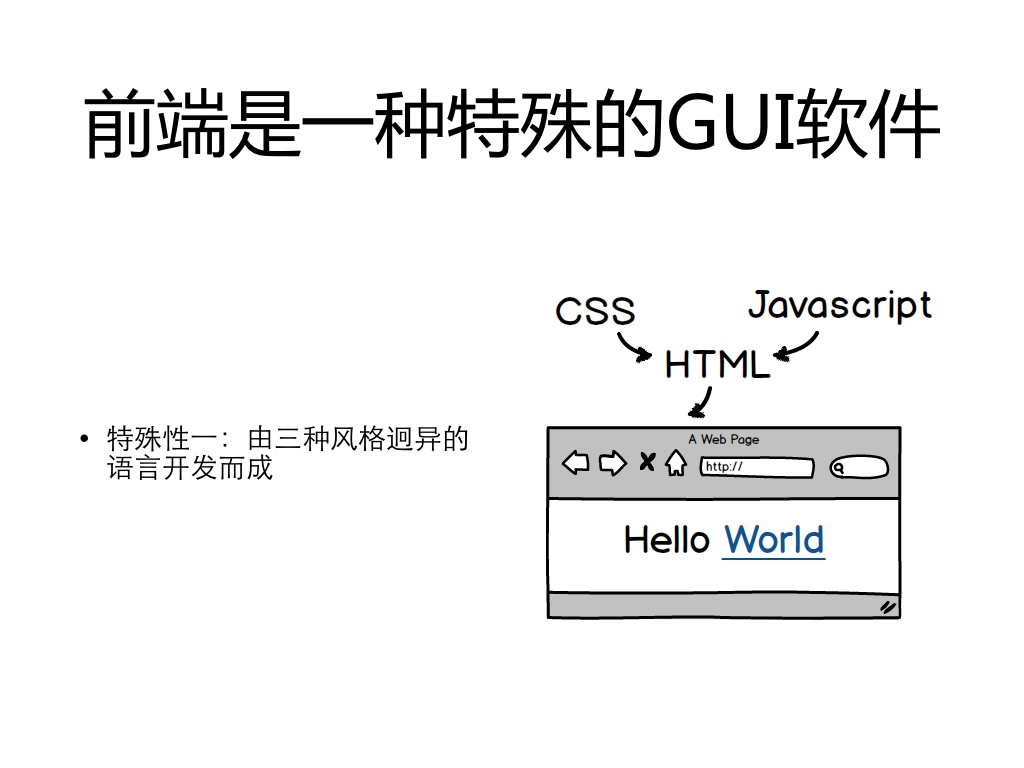 前端是一种特殊的GUI软件
• 特殊性一：由三种风格迥异的
语言开发而成
CSS
Javascript
HTML
A Web Page
http://
Hello World